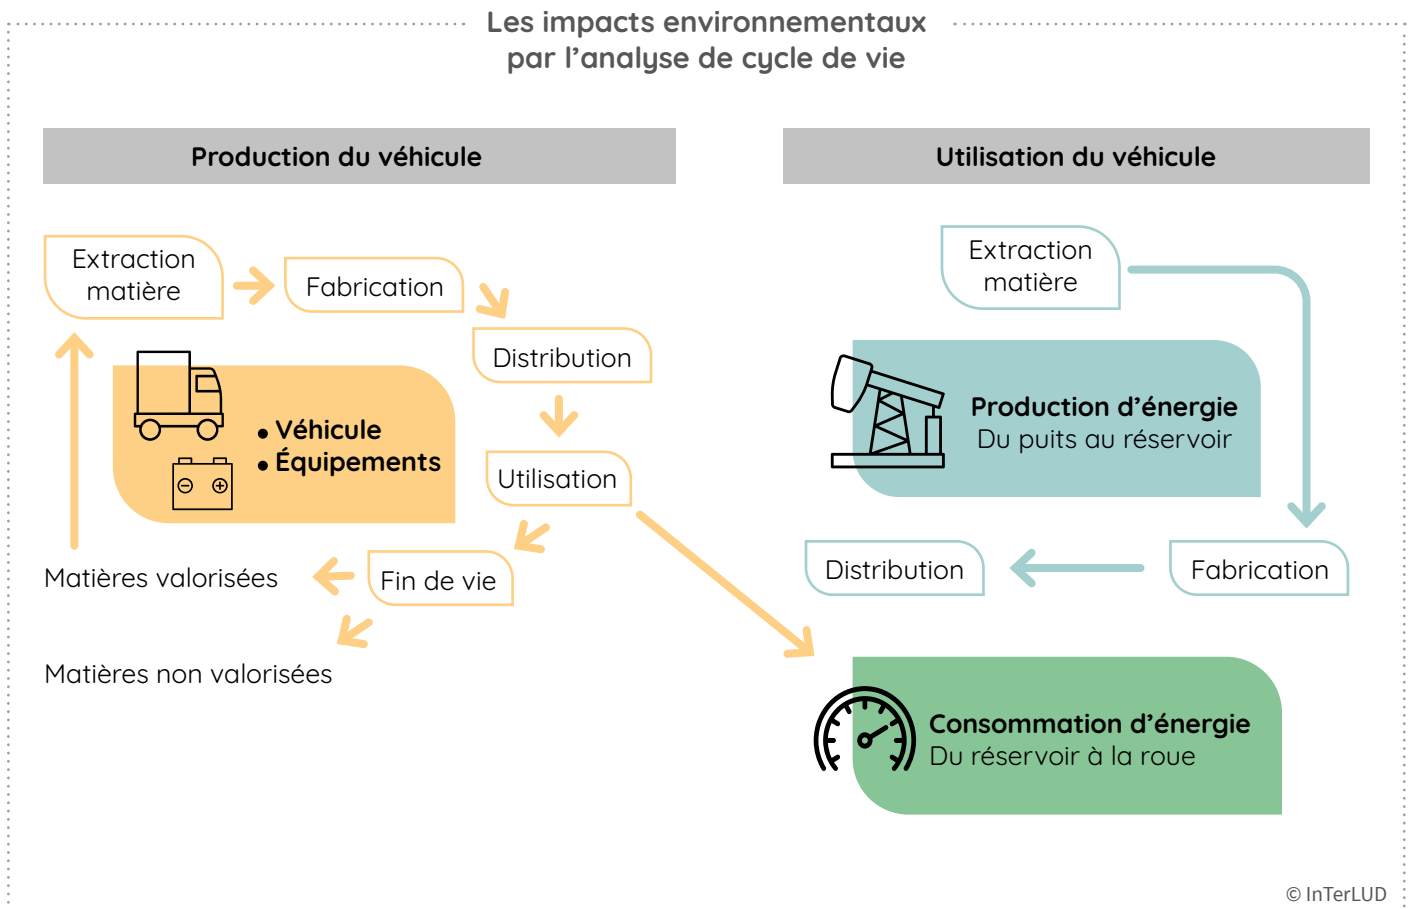 Les impacts environnementaux
par l'analyse de cycle de vie
Production du véhicule
Extraction
matière
Fabrication
Distribution
• Véhicule
• Équipements
Utilisation
Fin de vie
Matières valorisées
Matières non valorisées
Utilisation du véhicule
Extraction
matière
Production d'énergie
Du puits au réservoir
Distribution
Fabrication
Consommation d'énergie
Du réservoir à la roue
© InTerLUD